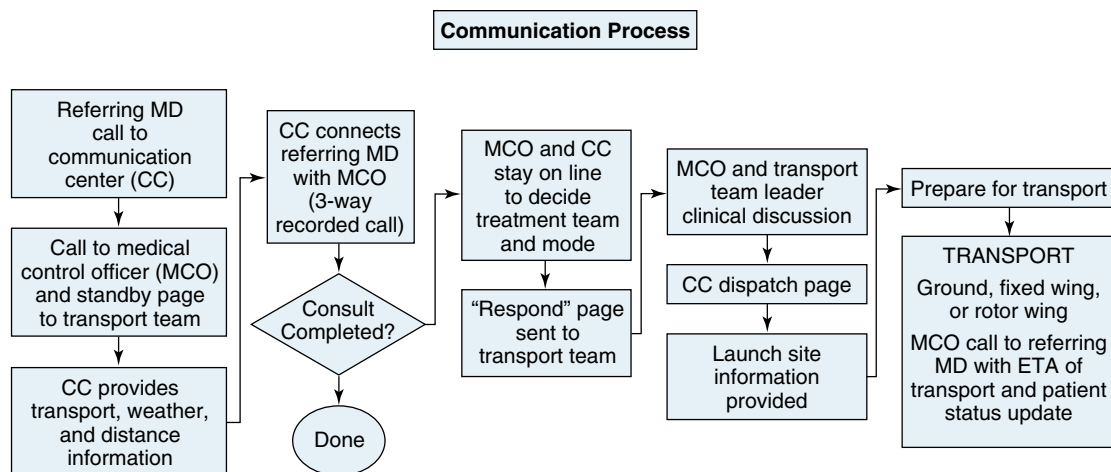 Communication Process
Referring MD
call to
communication
center (CC)
Call to medical
control officer (MCO)
and standby page
to transport team
CC provides
transport, weather,
and distance
information
CC connects
referring MD
with MCO
(3-way
recorded call)
Consult
Completed?
Done
MCO and CC
stay on line
to decide
treatment team
and mode
“Respond” page
sent to
transport team
MCO and transport
team leader
clinical discussion
CC dispatch page
Launch site
information
provided
Prepare for transport
TRANSPORT
Ground, fixed wing,
or rotor wing
MCO call to referring
MD with ETA of
transport and patient
status update